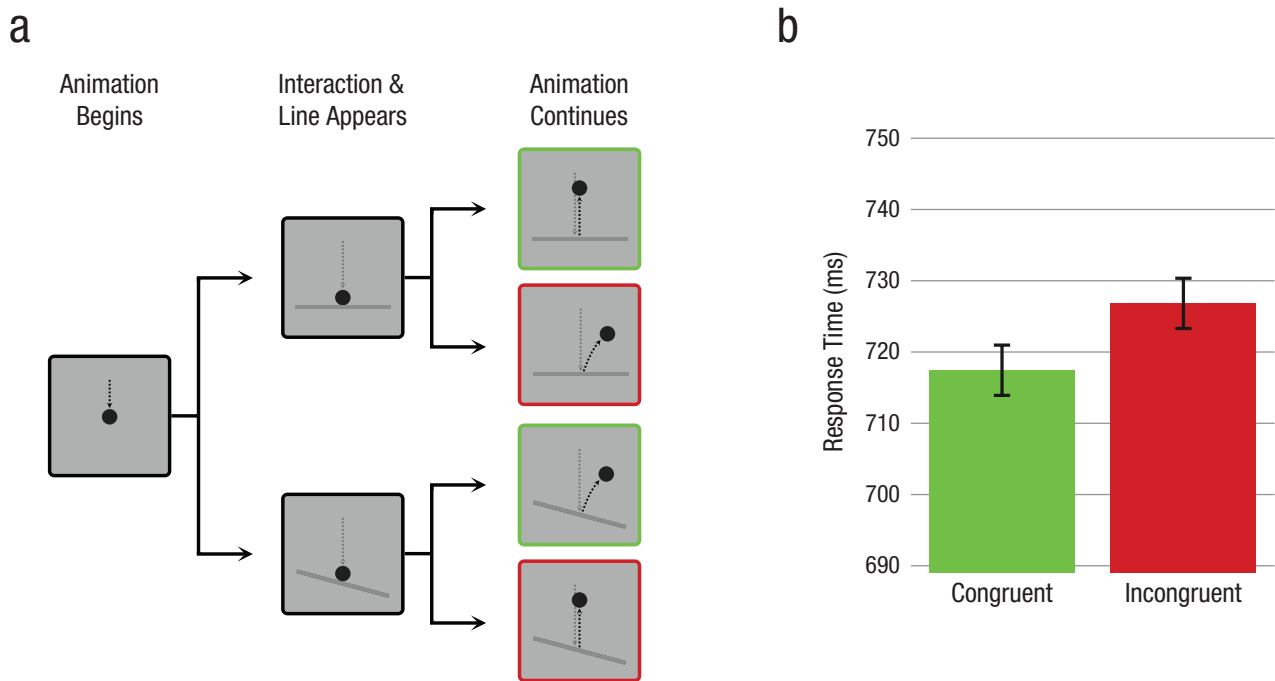 a
Animation
Begins
Interaction &
Line Appears
Animation
Continues
b
Response Time (ms)
750
740
730
720
710
700
690
Congruent
Incongruent